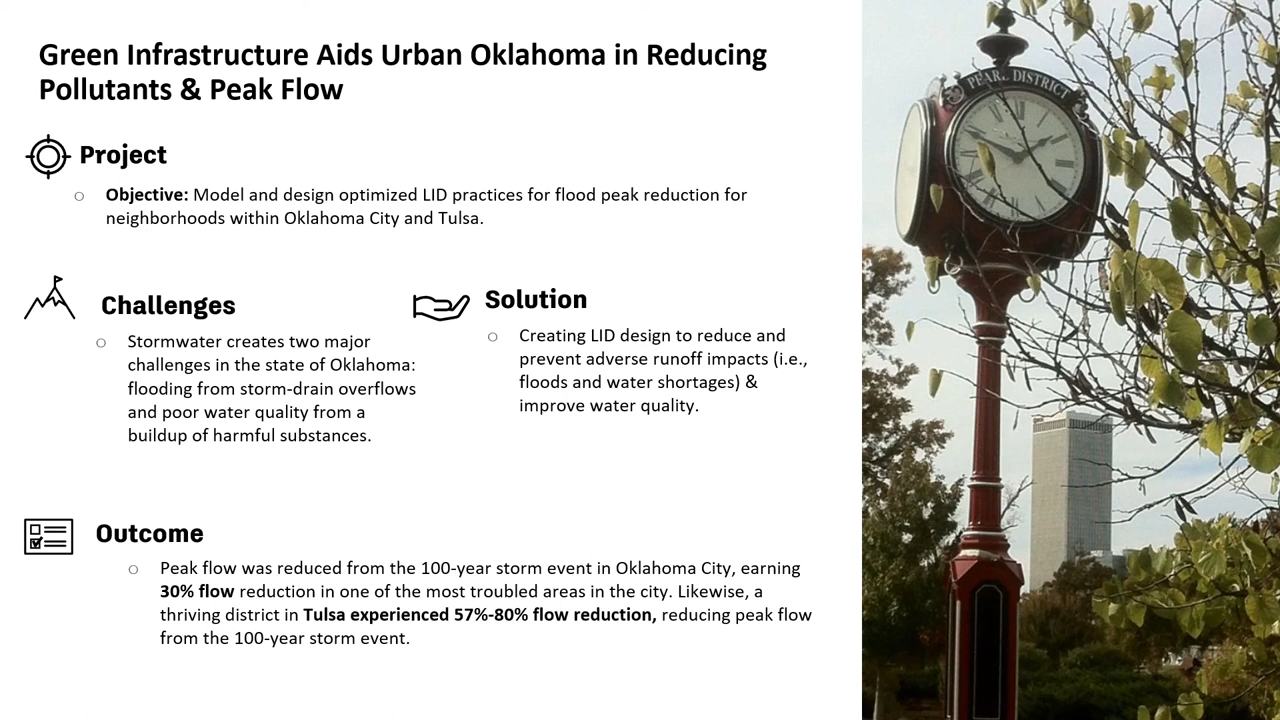 Green Infrastructure Aids Urban Oklahoma in Reducing
Pollutants & Peak Flow
Project
Objective: Model and design optimized LID practices for flood peak reduction for
neighborhoods within Oklahoma City and Tulsa.
Challenges
Stormwater creates two major
challenges in the state of Oklahoma:
flooding from storm-drain overflows
and poor water quality from a
buildup of harmful substances.
Solution
Creating LID design to reduce and
prevent adverse runoff impacts (i.e.,
floods and water shortages) &
improve water quality.
Outcome
Peak flow was reduced from the 100-year storm event in Oklahoma City, earning
30% flow reduction in one of the most troubled areas in the city. Likewise, a
thriving district in Tulsa experienced 57%-80% flow reduction, reducing peak flow
from the 100-year storm event.
PEARL DISTRICT